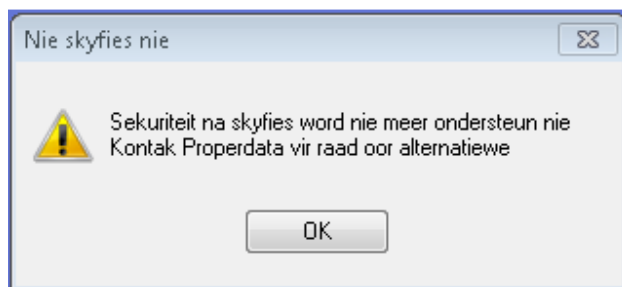 Nie skyfies nie
Sekuriteit na skyfies word nie meer ondersteun nie
Kontak Properdata vir raad oor alternatiewe
OK